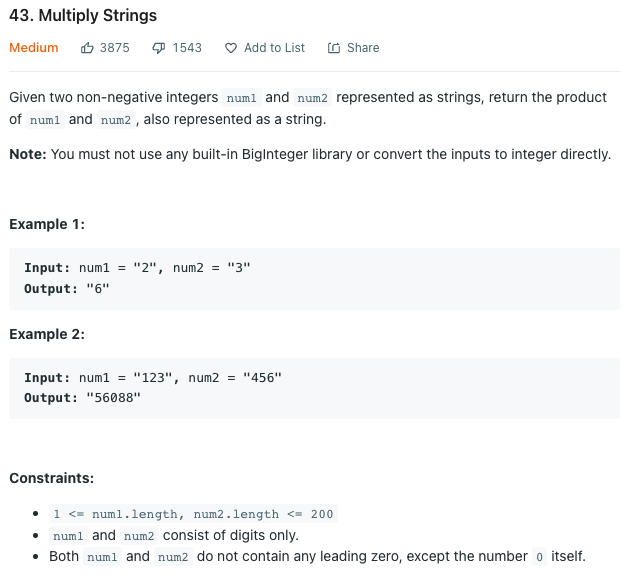 43. Multiply Strings
Medium 3875 1543 Add to List Share
Given two non-negative integers num1 and num2 represented as strings, return the product
of num1 and num2 , also represented as a string.
Note: You must not use any built-in BigInteger library or convert the inputs to integer directly.
Example 1:
Input: num1 = "2", num2 = "3"
Output: "6"
Example 2:
Input: num1 = "123", num2 = "456"
Output: "56088"
Constraints:
• 1 <= num1.length, num2.length <= 200
• num1 and num2 consist of digits only.
• Both num1 and num2 do not contain any leading zero, except the number 0 itself.